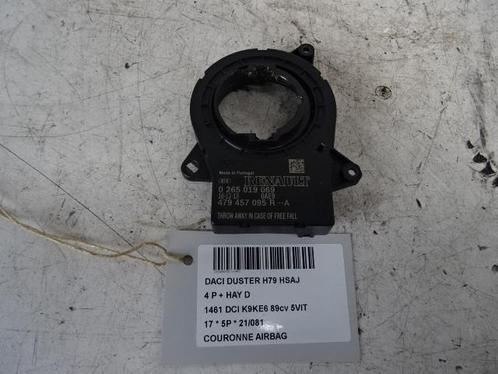 Made in Portugal
RENAULT
0 265 019 069
0AE9
479 457 095 R --A
THROW AWAY IN CASE OF FREE FALL
DACI DUSTER H79 HSAJ
4 P + HAY D
1461 DCI K9KE6 89cv 5VIT
17 * 5P * 21/081
COURONNE AIRBAG